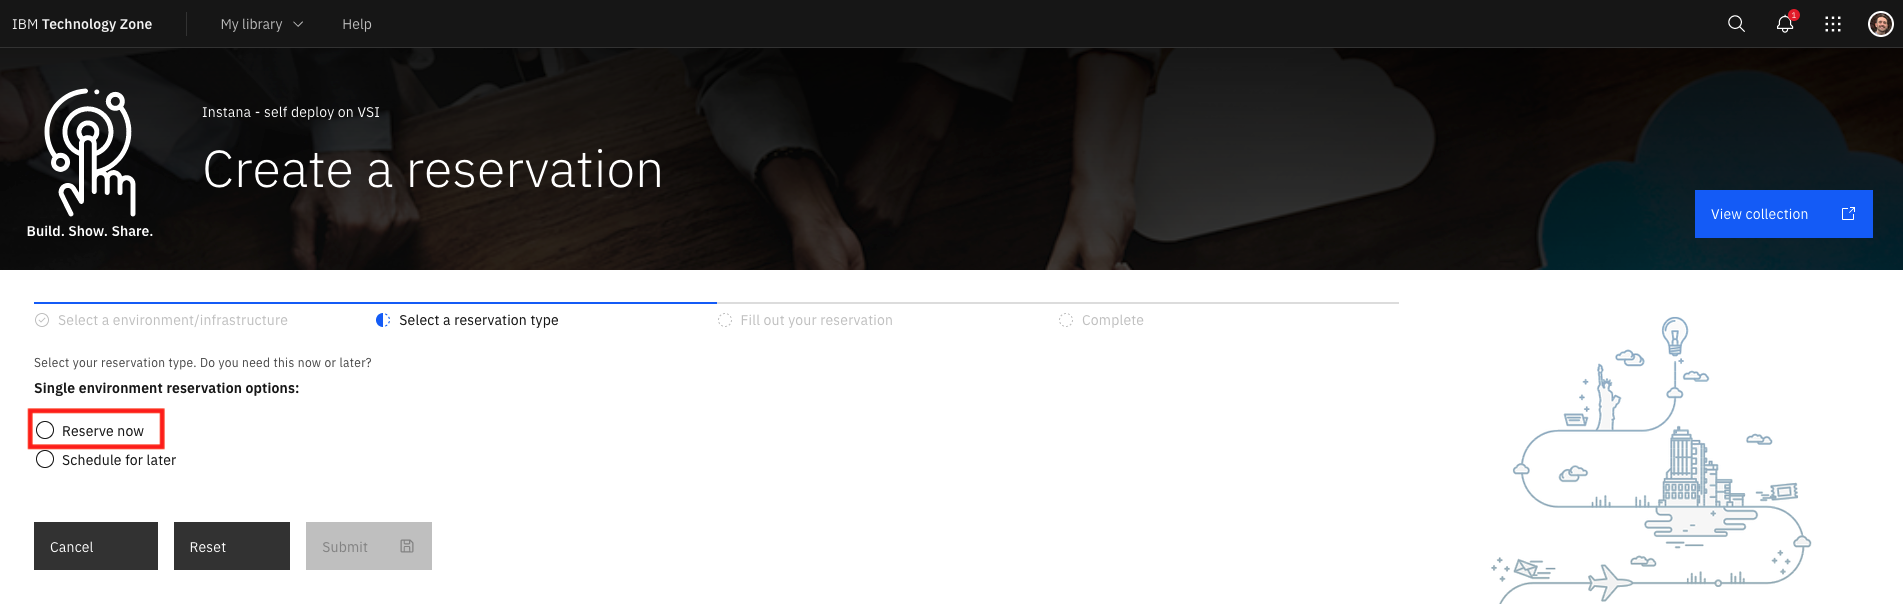 IBM Technology Zone
My library
Help
1
Instana - self deploy on VSI
Create a reservation
Build. Show. Share.
View collection
Select a environment/infrastructure
Select a reservation type
Fill out your reservation
Complete
Select your reservation type. Do you need this now or later?
Single environment reservation options:
Reserve now
Schedule for later
Cancel
Reset
Submit